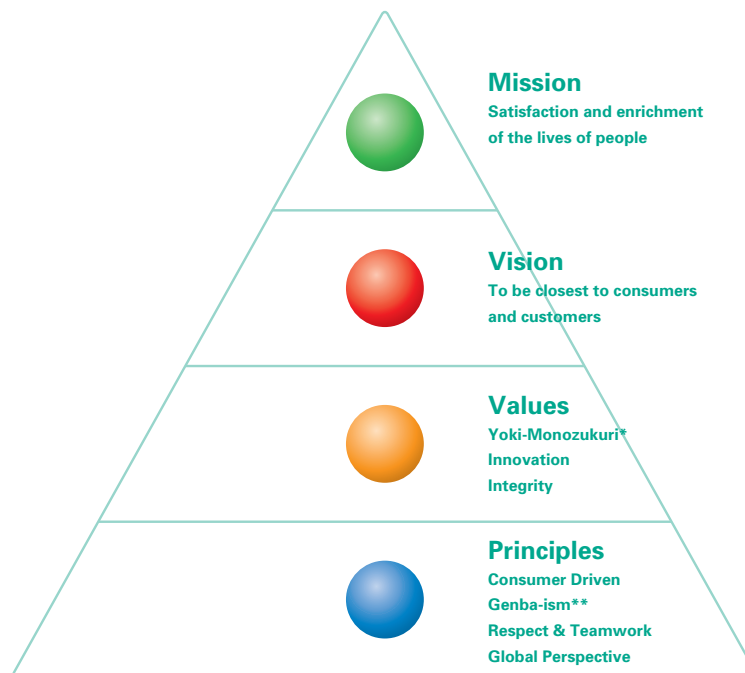 Mission
Satisfaction and enrichment
of the lives of people
Vision
To be closest to consumers
and customers
Values
Yoki-Monozukuri*
Innovation
Integrity
Principles
Consumer Driven
Genba-ism**
Respect & Teamwork
Global Perspective